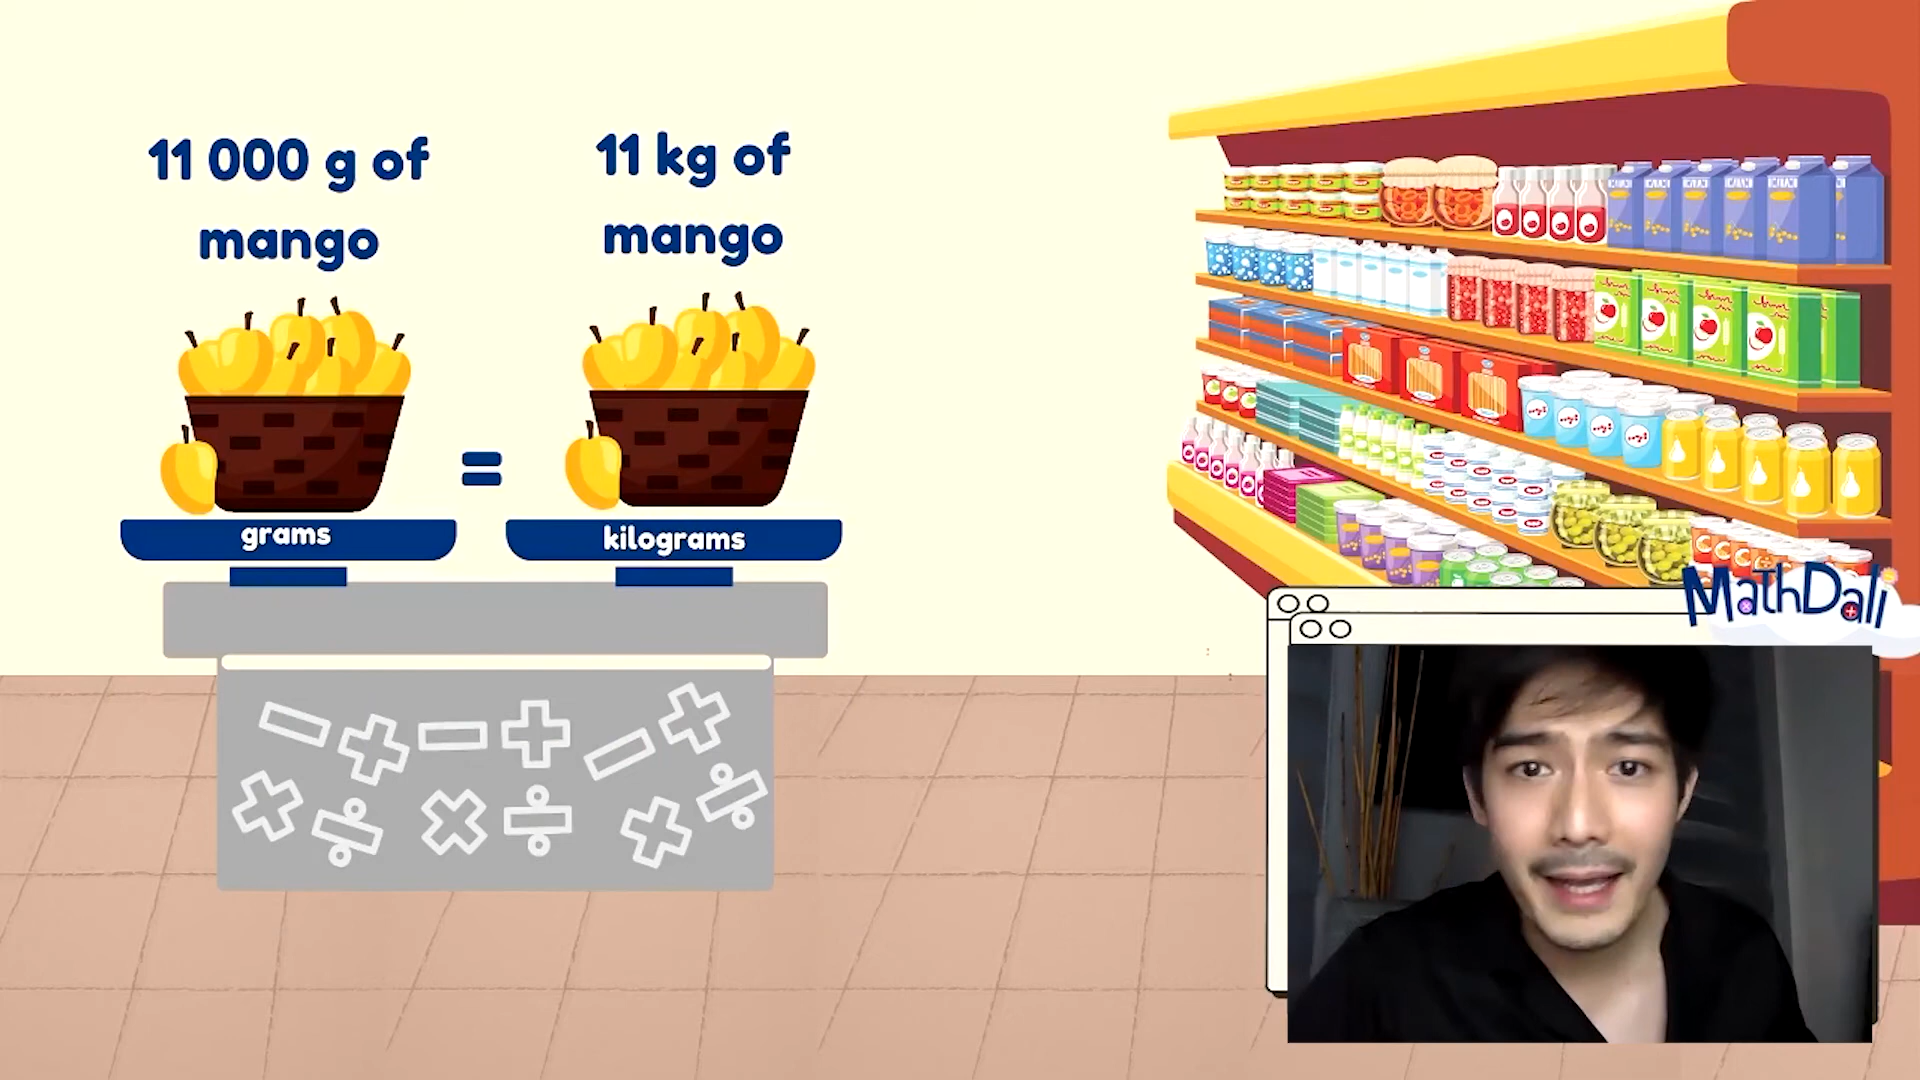 11 000 g of
mango
11 kg of
mango
=
grams
kilograms
MathDali